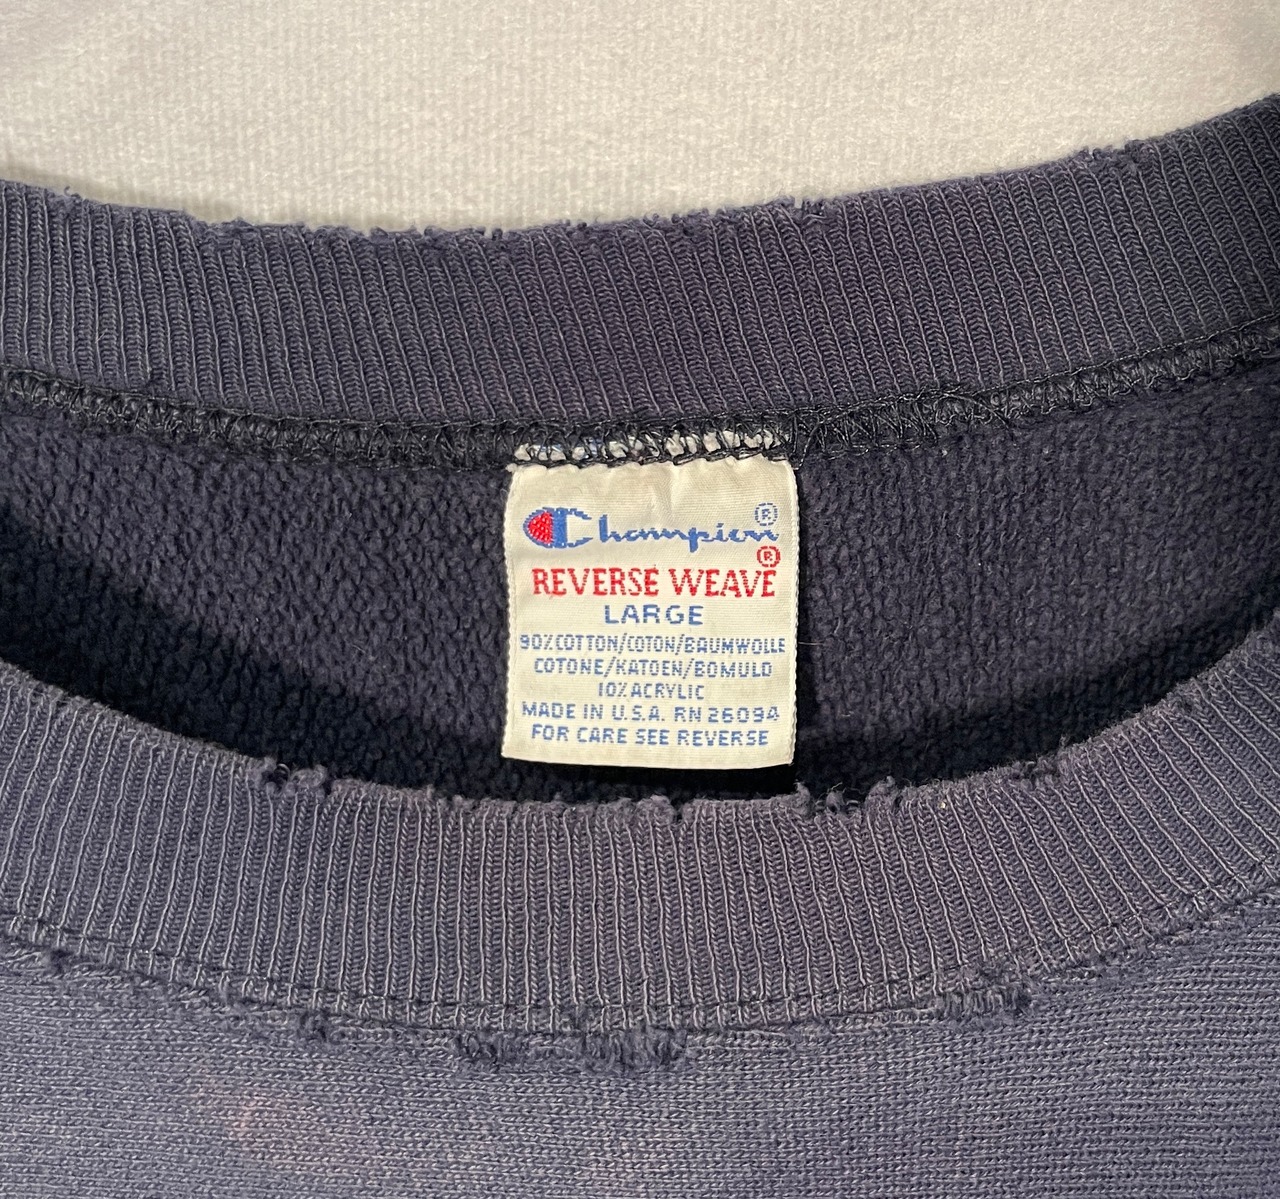 Champion®
REVERSE WEAVE®
LARGE
90%COTTON/COTON/BAUMWOLLE
COTONE/KATOEN/BOMULD
10% ACRYLIC
MADE IN U.S.A. RN 26094
FOR CARE SEE REVERSE